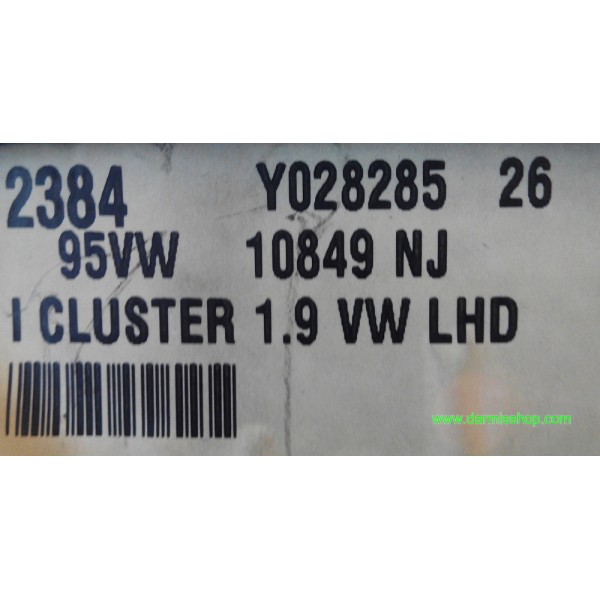 2384 Y028285 26
95VW 10849 NJ
I CLUSTER 1.9 VW LHD
www.dermieshop.com